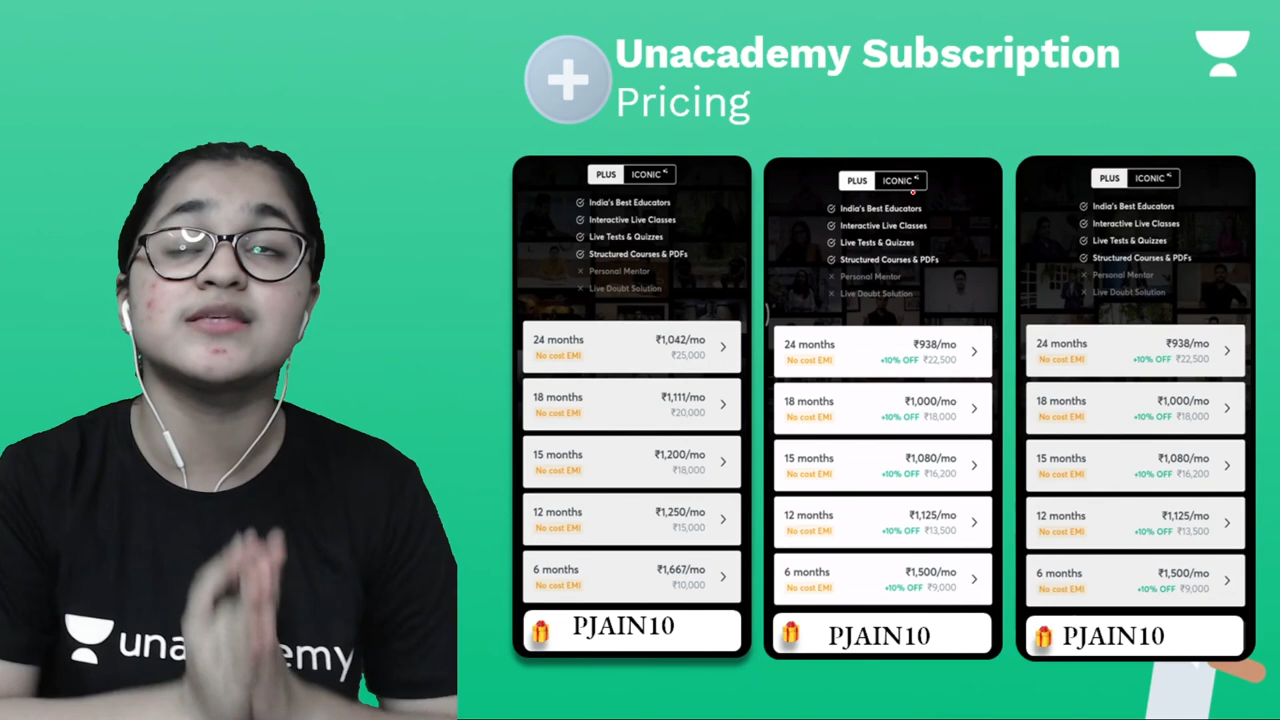 Unacademy Subscription
Pricing
PLUS ICONIC
India's Best Educators
Interactive Live Classes
Live Tests & Quizzes
Structured Courses & PDFs
Personal Mentor
Live Doubt Solution
24 months ₹1,042/mo
No cost EMI ₹25,000
18 months ₹1,111/mo
No cost EMI ₹20,000
15 months ₹1,200/mo
No cost EMI ₹18,000
12 months ₹1,250/mo
No cost EMI ₹15,000
6 months ₹1,667/mo
No cost EMI ₹10,000
PJAIN10
PLUS ICONIC
India's Best Educators
Interactive Live Classes
Live Tests & Quizzes
Structured Courses & PDFs
Personal Mentor
Live Doubt Solution
24 months ₹938/mo
No cost EMI +10% OFF ₹22,500
18 months ₹1,000/mo
No cost EMI +10% OFF ₹18,000
15 months ₹1,080/mo
No cost EMI +10% OFF ₹16,200
12 months ₹1,125/mo
No cost EMI +10% OFF ₹13,500
6 months ₹1,500/mo
No cost EMI +10% OFF ₹9,000
PJAIN10
PLUS ICONIC
India's Best Educators
Interactive Live Classes
Live Tests & Quizzes
Structured Courses & PDFs
Personal Mentor
Live Doubt Solution
24 months ₹938/mo
No cost EMI +10% OFF ₹22,500
18 months ₹1,000/mo
No cost EMI +10% OFF ₹18,000
15 months ₹1,080/mo
No cost EMI +10% OFF ₹16,200
12 months ₹1,125/mo
No cost EMI +10% OFF ₹13,500
6 months ₹1,500/mo
No cost EMI +10% OFF ₹9,000
PJAIN10